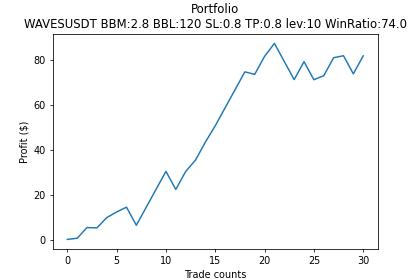 Portfolio
WAVESUSDT BBM:2.8 BBL:120 SL:0.8 TP:0.8 lev:10 WinRatio:74.0
80
60
40
20
0
Profit ($)
0 5 10 15 20 25 30
Trade counts